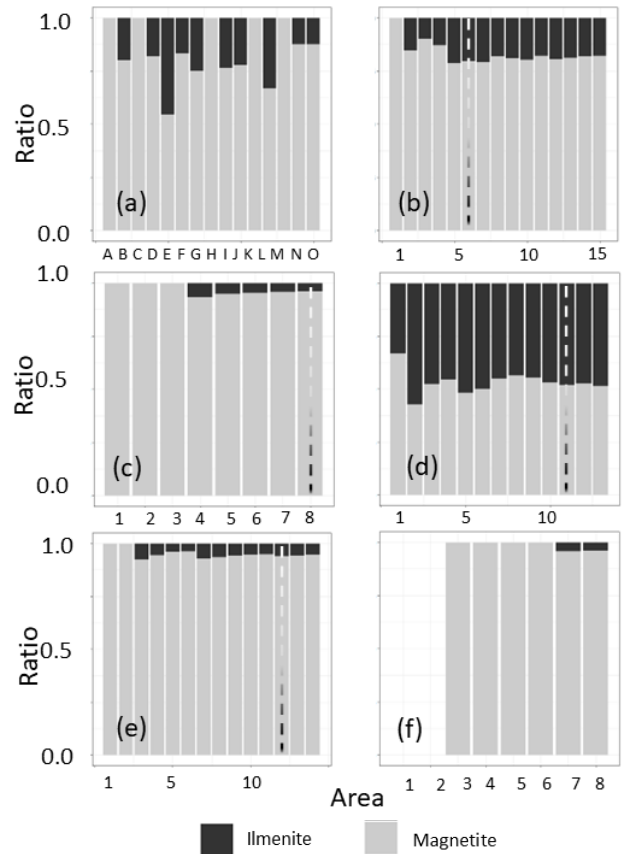 1.0
0.5
0.0
Ratio
(a)
A B C D E F G H I J K L M N O
(b)
1 5 10 15
1.0
0.5
0.0
Ratio
(c)
1 2 3 4 5 6 7 8
(d)
1 5 10
1.0
0.5
0.0
Ratio
(e)
1 5 10
(f)
1 2 3 4 5 6 7 8
Area
Ilmenite Magnetite